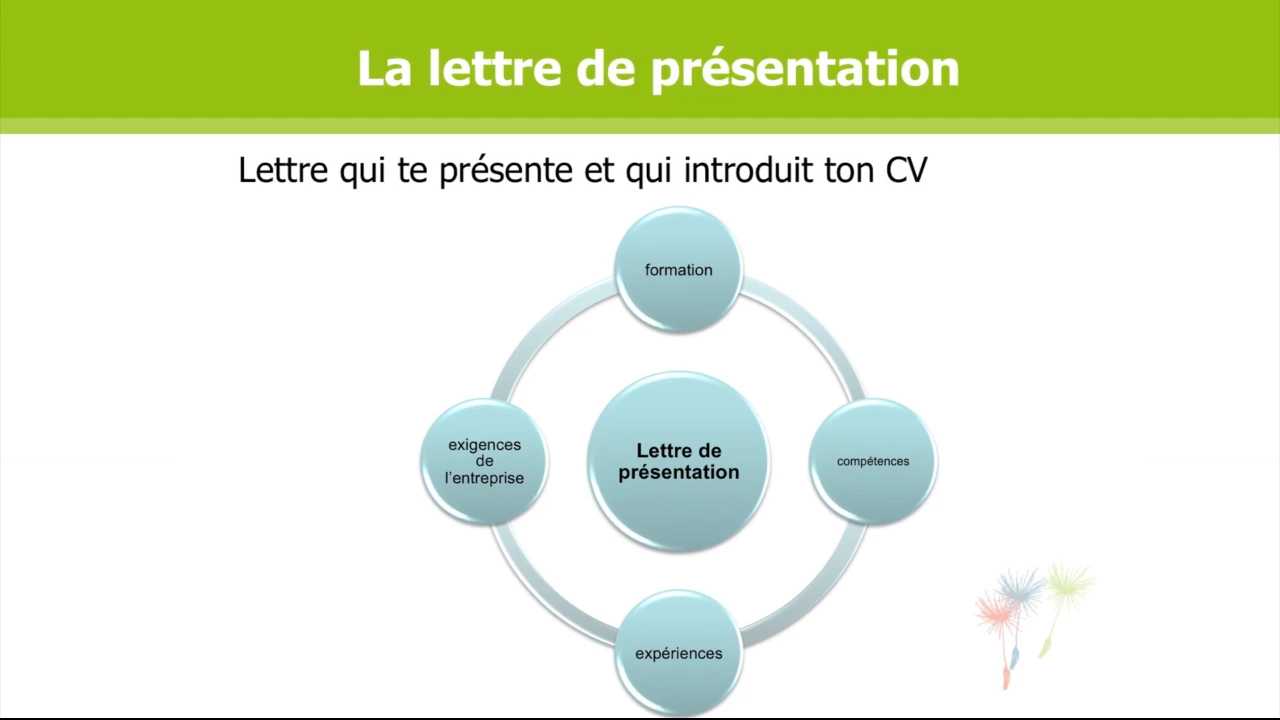 La lettre de présentation
Lettre qui te présente et qui introduit ton CV
formation
exigences
de
l’entreprise
Lettre de
présentation
compétences
expériences